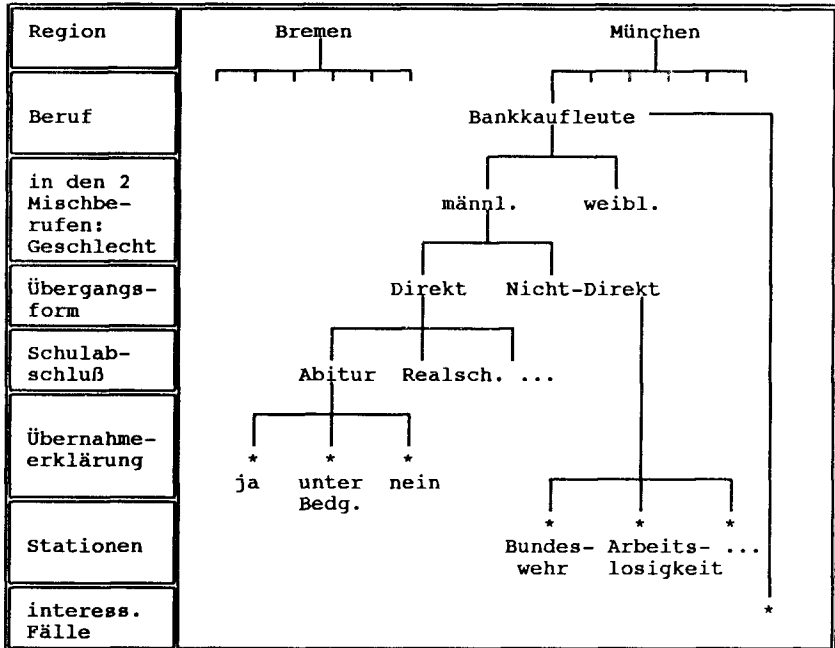 Region
Bremen München
Beruf
Bankkaufleute
in den 2
Mischbe-
rufen:
Geschlecht
männl. weibl.
Übergangs-
form
Direkt Nicht-Direkt
Schulab-
schluß
Abitur Realsch. ...
Übernahme-
erklärung
* * *
ja unter nein
Bedg.
Stationen
* * *
Bundes- Arbeits- ...
wehr losigkeit
interess.
Fälle
*